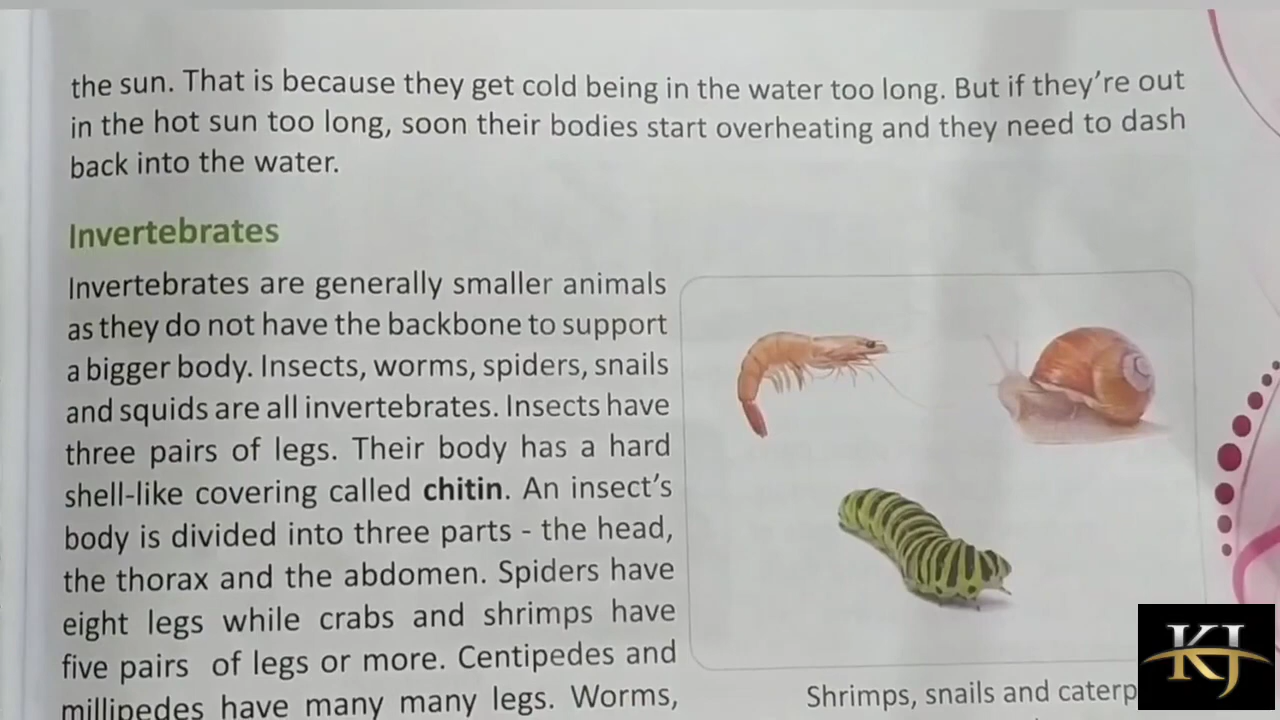 the sun. That is because they get cold being in the water too long. But if they're out
in the hot sun too long, soon their bodies start overheating and they need to dash
back into the water.
Invertebrates
Invertebrates are generally smaller animals
as they do not have the backbone to support
a bigger body. Insects, worms, spiders, snails
and squids are all invertebrates. Insects have
three pairs of legs. Their body has a hard
shell-like covering called chitin. An insect's
body is divided into three parts - the head,
the thorax and the abdomen. Spiders have
eight legs while crabs and shrimps have
five pairs of legs or more. Centipedes and
millipedes have many many legs. Worms,
Shrimps, snails and caterp
KJ